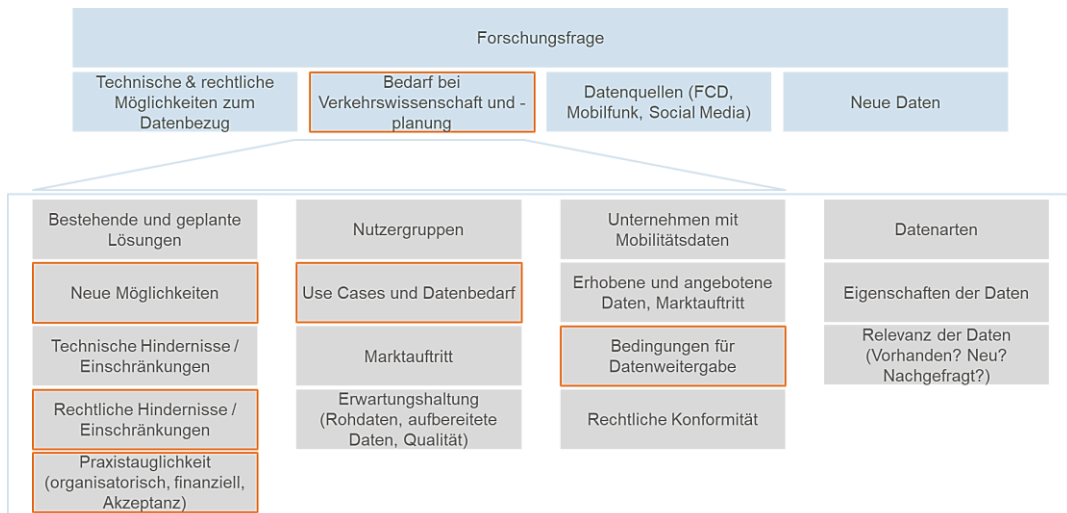 Forschungsfrage
Technische & rechtliche
Möglichkeiten zum
Datenbezug
Bedarf bei
Verkehrswissenschaft und -
planung
Datenquellen (FCD,
Mobilfunk, Social Media)
Neue Daten
Bestehende und geplante
Lösungen
Neue Möglichkeiten
Technische Hindernisse /
Einschränkungen
Rechtliche Hindernisse /
Einschränkungen
Praxistauglichkeit
(organisatorisch, finanziell,
Akzeptanz)
Nutzergruppen
Use Cases und Datenbedarf
Marktauftritt
Erwartungshaltung
(Rohdaten, aufbereitete
Daten, Qualität)
Unternehmen mit
Mobilitätsdaten
Erhobene und angebotene
Daten, Marktauftritt
Bedingungen für
Datenweitergabe
Rechtliche Konformität
Datenarten
Eigenschaften der Daten
Relevanz der Daten
(Vorhanden? Neu?
Nachgefragt?)